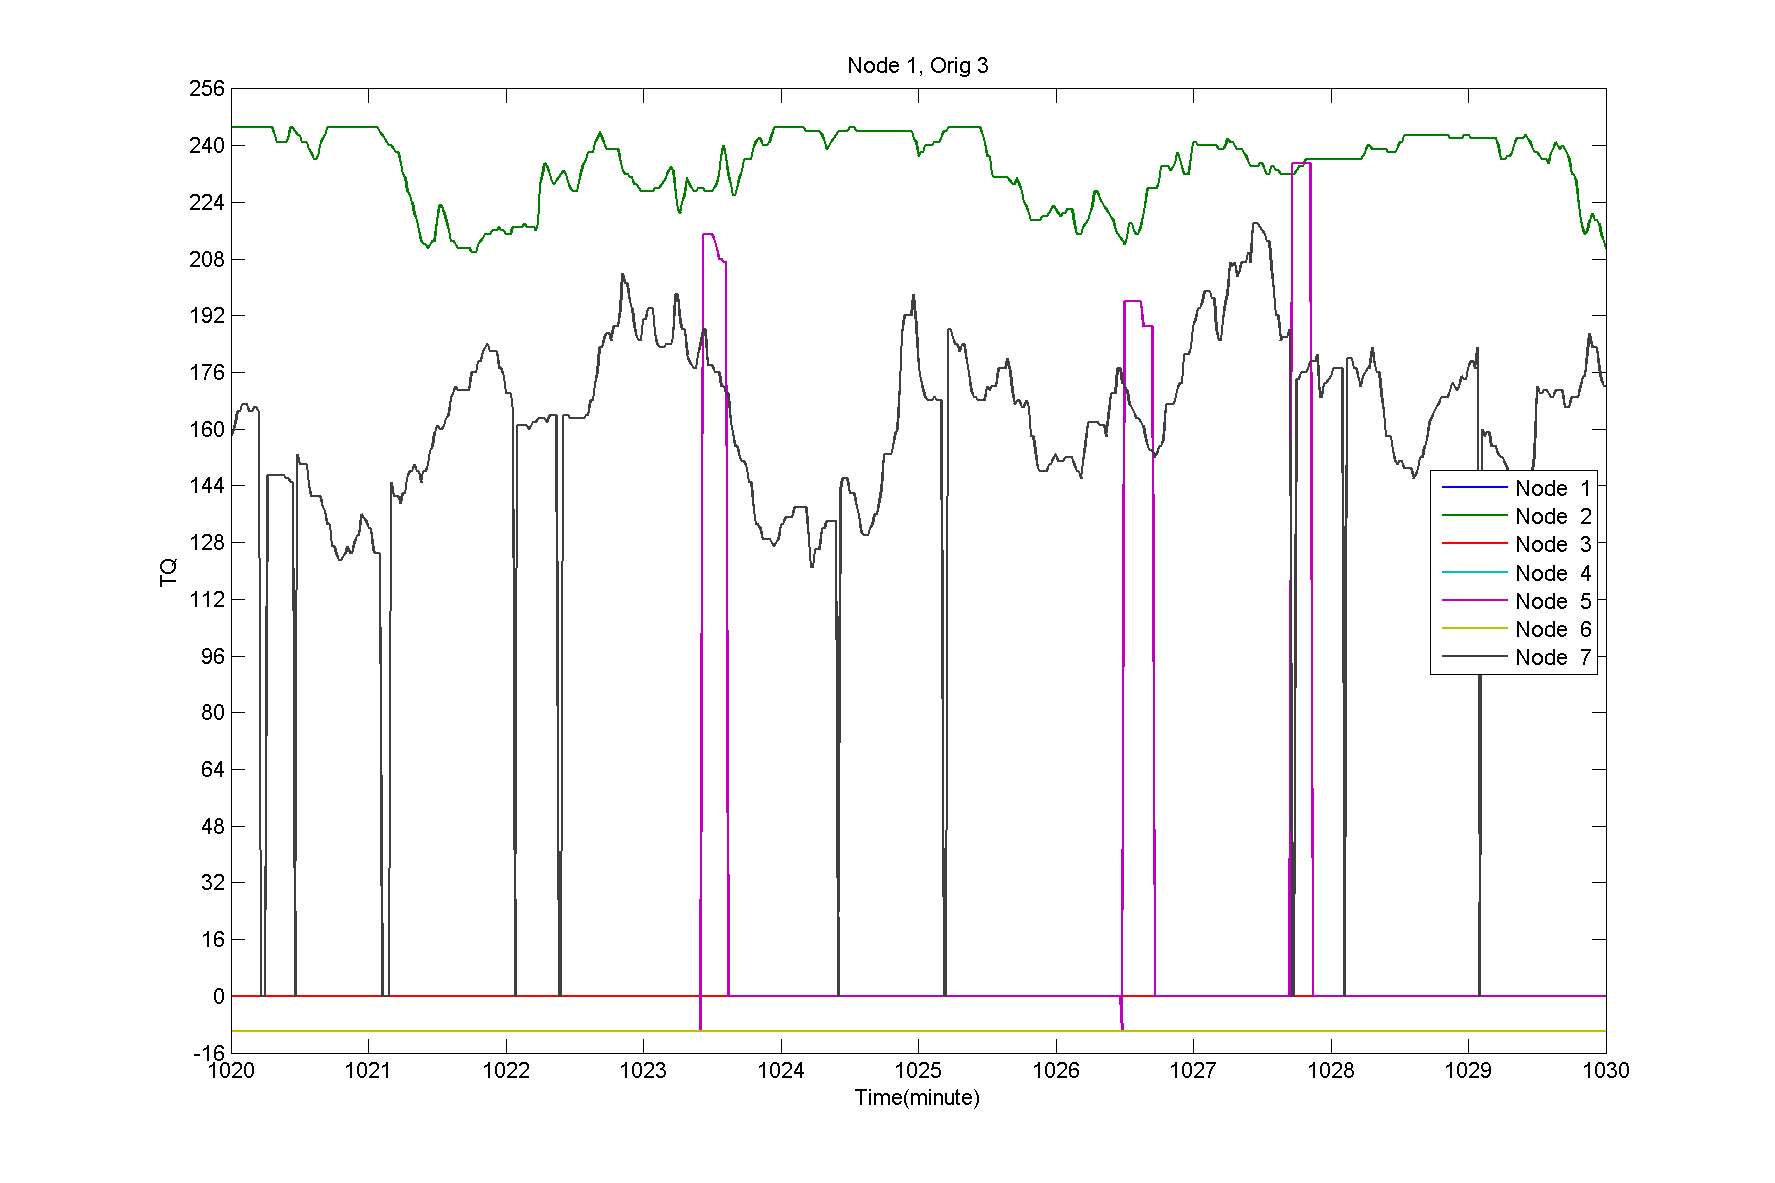 Node 1, Orig 3
256
240
224
208
192
176
160
144
128
112
96
80
64
48
32
16
0
-16
TQ
Node 1
Node 2
Node 3
Node 4
Node 5
Node 6
Node 7
1020 1021 1022 1023 1024 1025 1026 1027 1028 1029 1030
Time(minute)